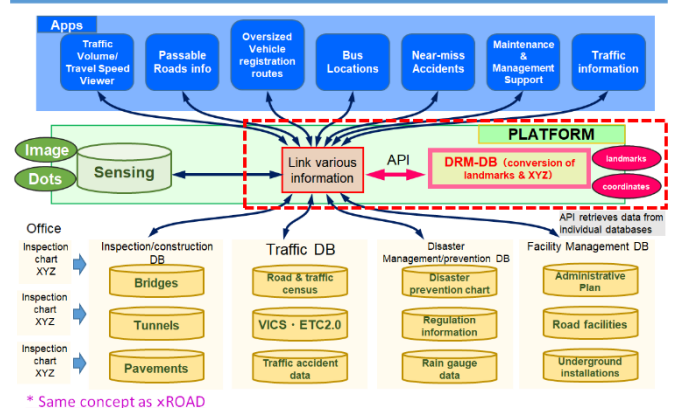 Apps
Traffic
Volume/
Travel Speed
Viewer
Passable
Roads info
Oversized
Vehicle
registration
routes
Bus
Locations
Near-miss
Accidents
Maintenance
&
Management
Support
Traffic
information
PLATFORM
Image
Dots
Sensing
Link various
information
API
DRM-DB (conversion of
landmarks & XYZ)
landmarks
coordinates
API retrieves data from
individual databases
Office
Inspection
chart
XYZ
Inspection
chart
XYZ
Inspection
chart
XYZ
Inspection/construction
DB
Bridges
Tunnels
Pavements
Traffic DB
Road & traffic
census
VICS・ETC2.0
Traffic accident
data
Disaster
Management/prevention DB
Disaster
prevention chart
Regulation
information
Rain gauge
data
Facility Management DB
Administrative
Plan
Road facilities
Underground
installations
* Same concept as xROAD